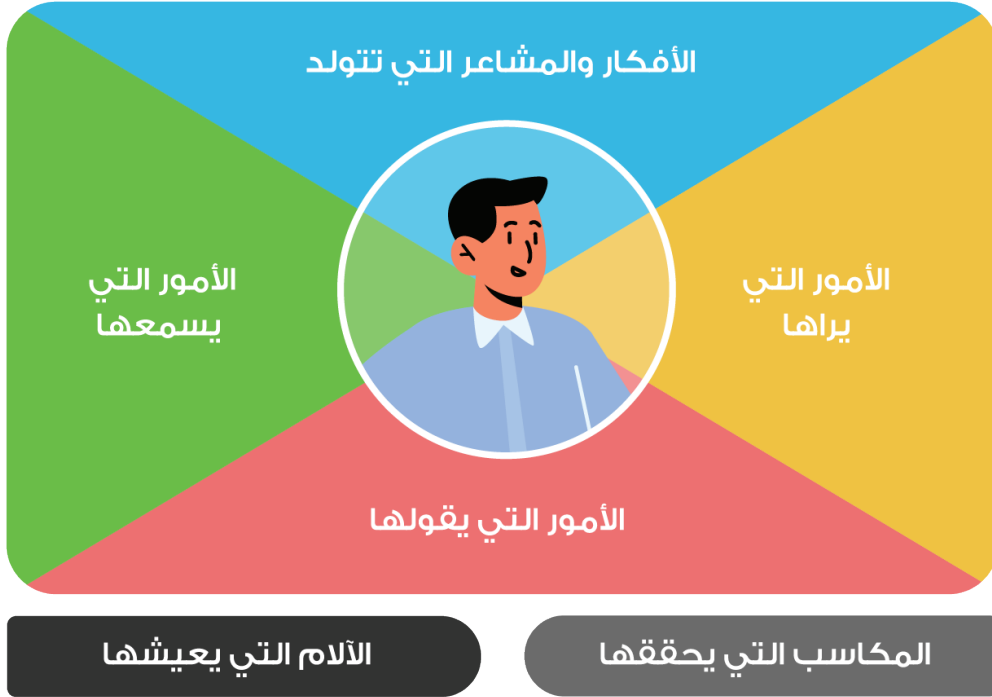 الأفكار والمشاعر التي تتولد
الأمور التي
يراها
الأمور التي
يسمعها
الأمور التي يقولها
المكاسب التي يحققها
الآلام التي يعيشها